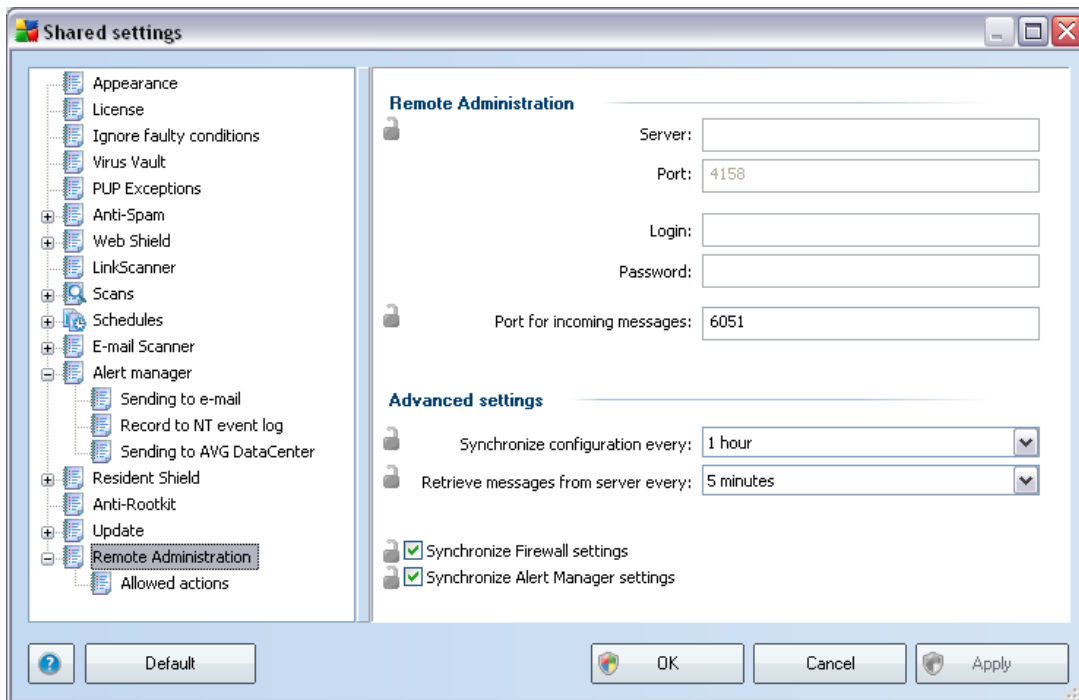 Shared settings
Appearance
License
Ignore faulty conditions
Virus Vault
PUP Exceptions
Anti-Spam
Web Shield
LinkScanner
Scans
Schedules
E-mail Scanner
Alert manager
Sending to e-mail
Record to NT event log
Sending to AVG DataCenter
Resident Shield
Anti-Rootkit
Update
Remote Administration
Allowed actions
Remote Administration
Server:
Port: 4158
Login:
Password:
Port for incoming messages: 6051
Advanced settings
Synchronize configuration every: 1 hour
Retrieve messages from server every: 5 minutes
Synchronize Firewall settings
Synchronize Alert Manager settings
? Default OK Cancel Apply